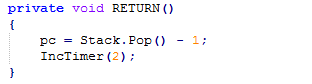 private void RETURN()
{
pc = Stack.Pop() - 1;
IncTimer(2);
}